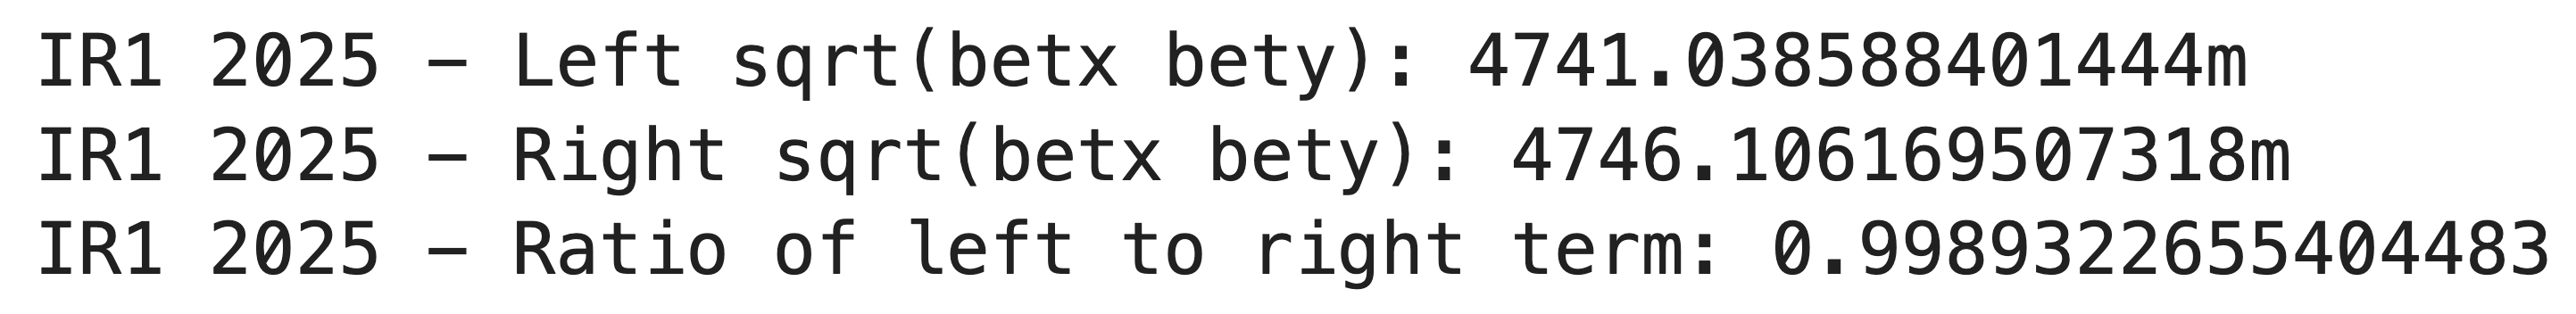 IR1 2025 – Left sqrt(betx bety): 4741.038588401444m
IR1 2025 – Right sqrt(betx bety): 4746.106169507318m
IR1 2025 – Ratio of left to right term: 0.9989322655404483